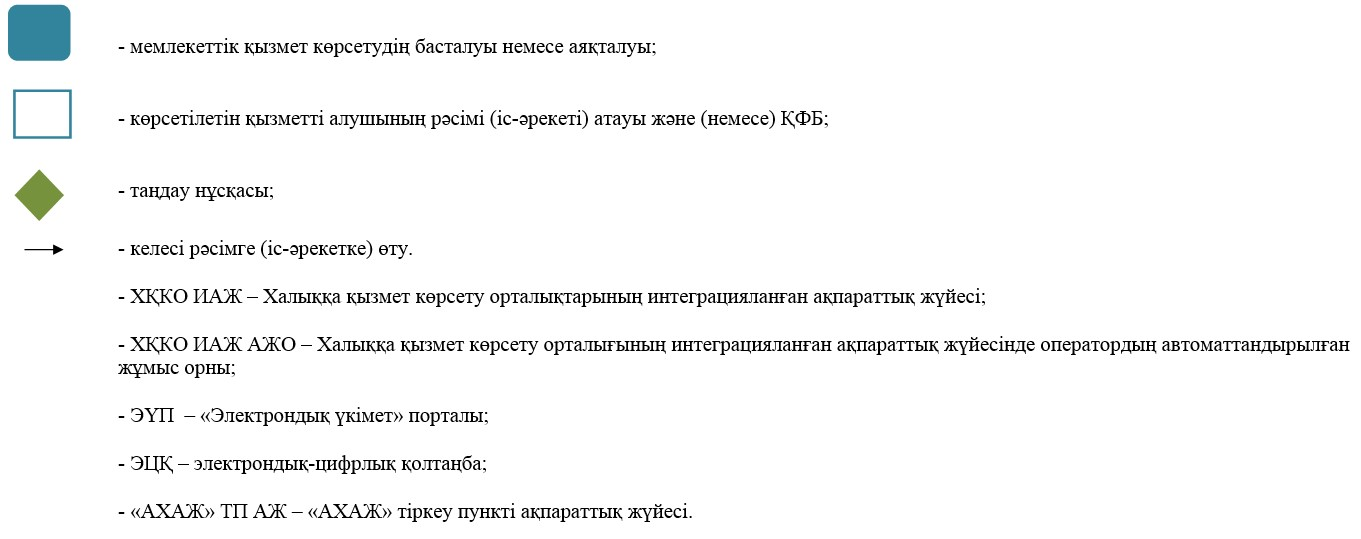 - мемлекеттік қызмет көрсетудің басталуы немесе аяқталуы;
- көрсетілетін қызметті алушының рәсімі (іс-әрекеті) атауы және (немесе) ҚФБ;
- таңдау нұсқасы;
- келесі рәсімге (іс-әрекетке) өту.
- ХҚКО ИАЖ – Халыққа қызмет көрсету орталықтарының интеграцияланған ақпараттық жүйесі;
- ХҚКО ИАЖ АЖО – Халыққа қызмет көрсету орталығының интеграцияланған ақпараттық жүйесінде оператордың автоматтандырылған
жұмыс орны;
- ЭҮП – «Электрондық үкімет» порталы;
- ЭЦҚ – электрондық-цифрлық қолтаңба;
- «АХАЖ» ТП АЖ – «АХАЖ» тіркеу пункті ақпараттық жүйесі.